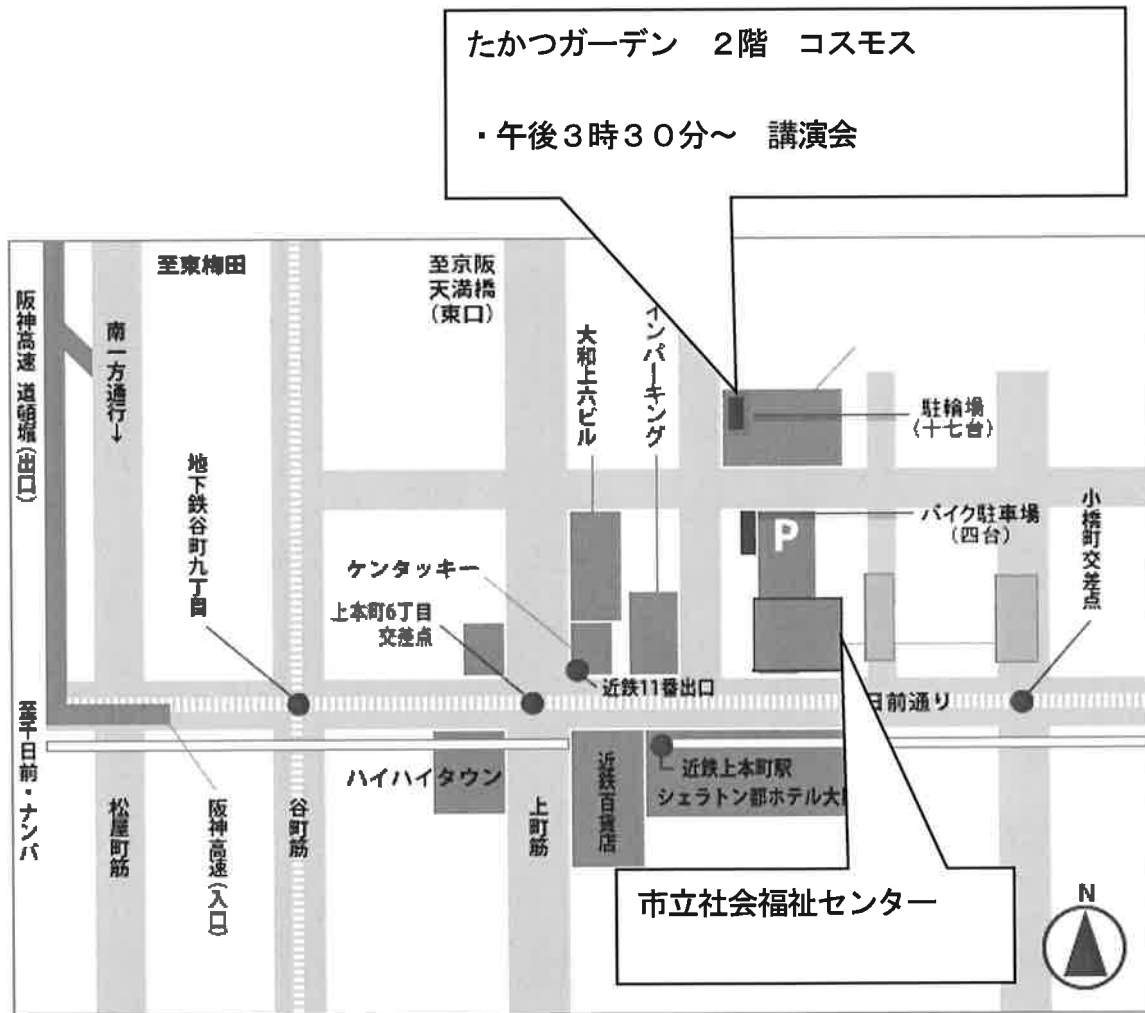 たかつガーデン　２階　コスモス
・午後３時３０分～　講演会
至東梅田
至京阪
天満橋
（東口）
阪神高速 道頓堀（出口）
南一方通行→
大和上六ビル
インパーキング
駐輪場
（十七台）
地下鉄谷町九丁目
バイク駐車場
（四台）
P
小橋町交差点
ケンタッキー
上本町6丁目
交差点
近鉄11番出口
日前通り
至千日前・ナンバ
ハイハイタウン
近鉄百貨店
近鉄上本町駅
シェラトン都ホテル大
松屋町筋
阪神高速（入口）
谷町筋
上町筋
市立社会福祉センター
N